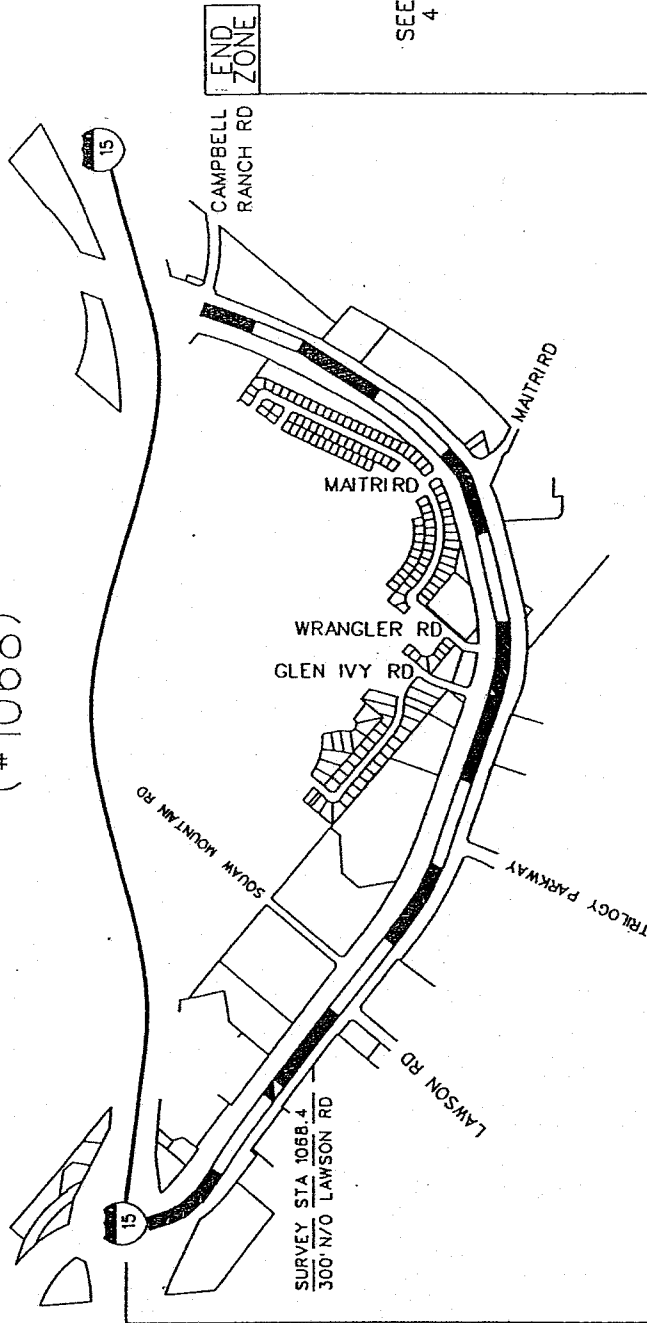 (#1068)
15
END
ZONE
CAMPBELL
RANCH RD
SEE
4
MAITRI RD
MAITRI RD
WRANGLER RD
GLEN IVY RD
SQUAW MOUNTAIN RD
TRILOGY PARKWAY
LAWSON RD
SURVEY STA 1068.4
300' N/O LAWSON RD
15